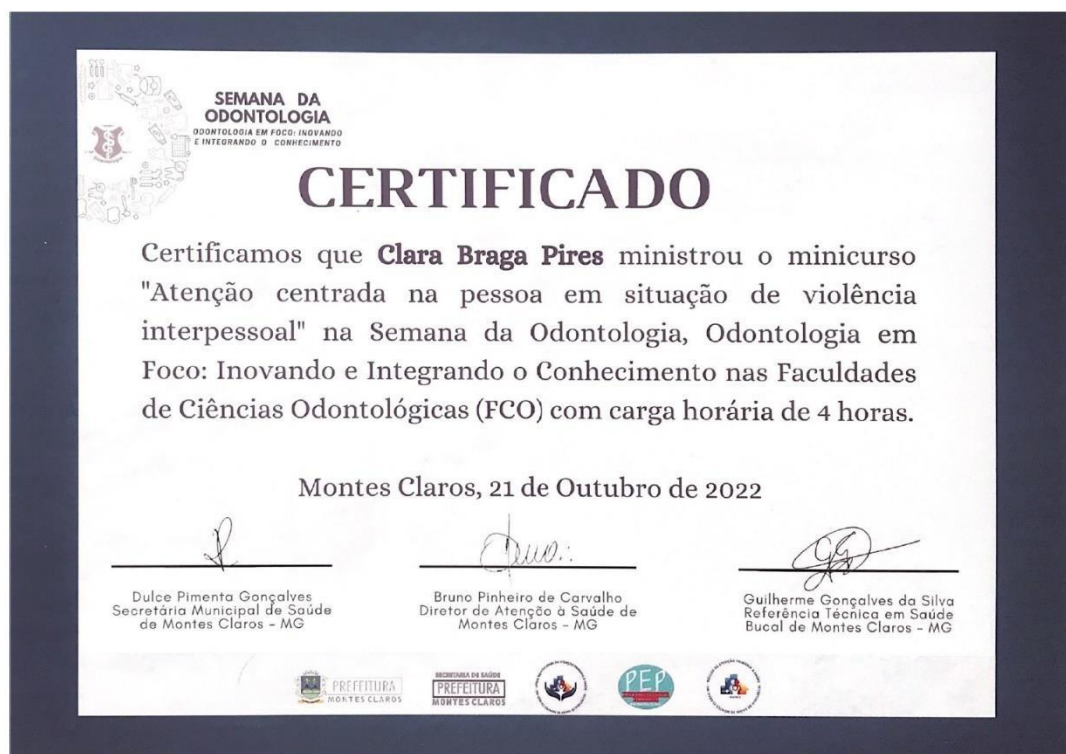 SEMANA DA
ODONTOLOGIA
ODONTOLOGIA EM FOCO: INOVANDO
E INTEGRANDO O CONHECIMENTO
CERTIFICADO
Certificamos que Clara Braga Pires ministrou o minicurso
"Atenção centrada na pessoa em situação de violência
interpessoal" na Semana da Odontologia, Odontologia em
Foco: Inovando e Integrando o Conhecimento nas Faculdades
de Ciências Odontológicas (FCO) com carga horária de 4 horas.
Montes Claros, 21 de Outubro de 2022
Dulce Pimenta Gonçalves
Secretária Municipal de Saúde
de Montes Claros - MG
Bruno Pinheiro de Carvalho
Diretor de Atenção à Saúde de
Montes Claros - MG
Guilherme Gonçalves da Silva
Referência Técnica em Saúde
Bucal de Montes Claros - MG
PREFEITURA
MONTES CLAROS
SECRETARIA DE SAÚDE
PREFEITURA
MONTES CLAROS
PEP